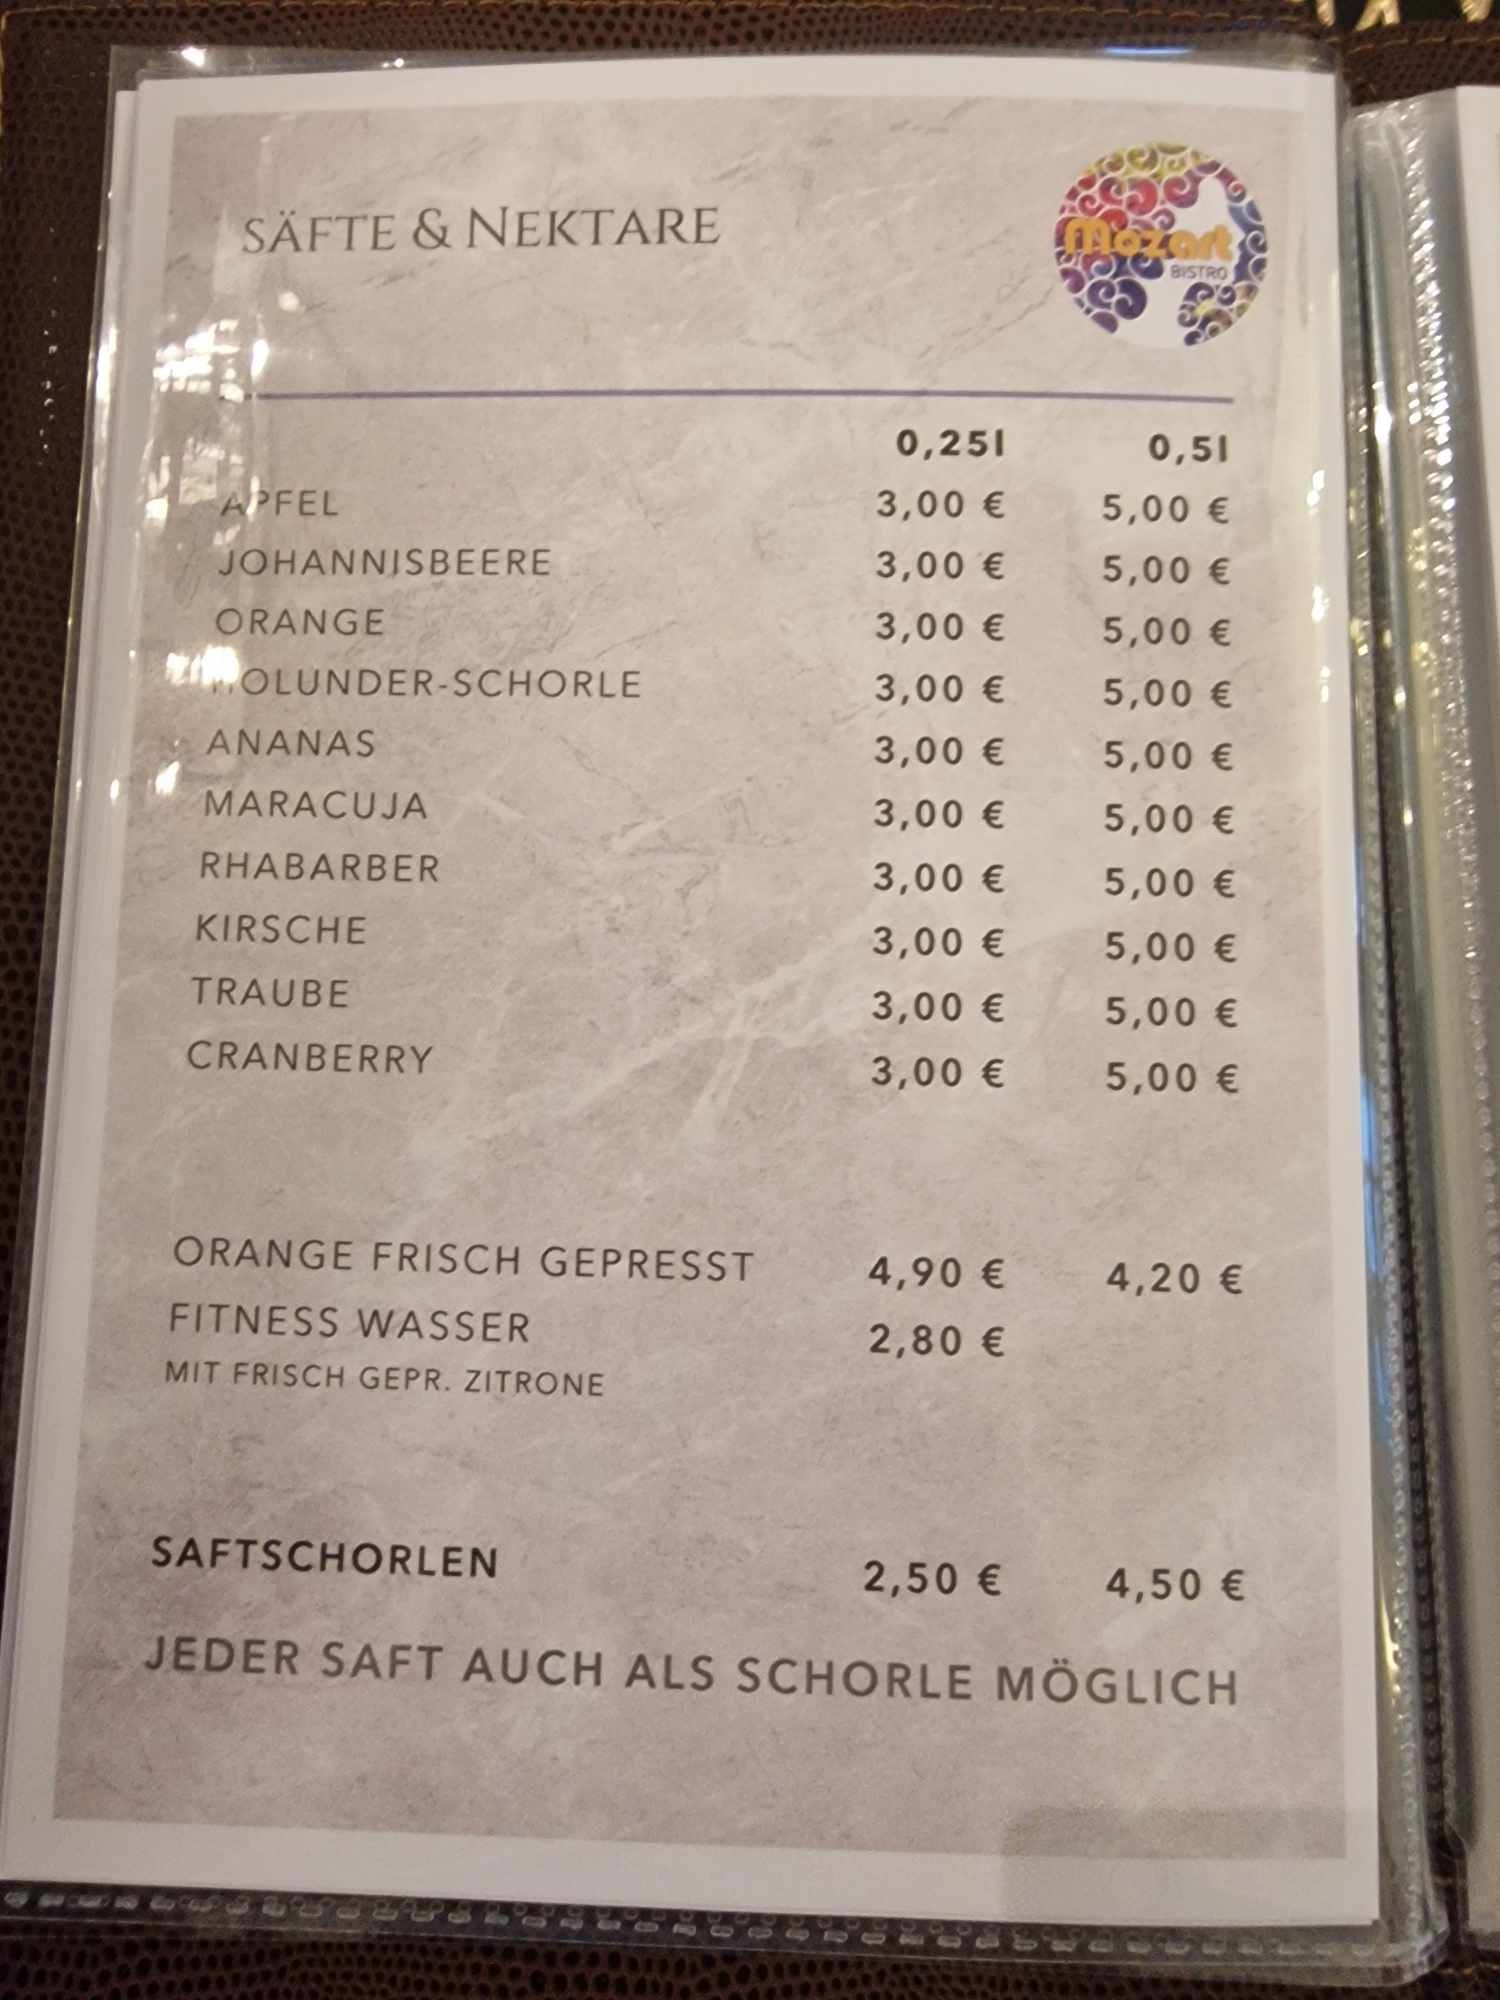 SÄFTE & NEKTARE
Mozart
BISTRO
0,25l 0,5l
APFEL 3,00 € 5,00 €
JOHANNISBEERE 3,00 € 5,00 €
ORANGE 3,00 € 5,00 €
HOLUNDER-SCHORLE 3,00 € 5,00 €
ANANAS 3,00 € 5,00 €
MARACUJA 3,00 € 5,00 €
RHABARBER 3,00 € 5,00 €
KIRSCHE 3,00 € 5,00 €
TRAUBE 3,00 € 5,00 €
CRANBERRY 3,00 € 5,00 €
ORANGE FRISCH GEPRESST 4,90 € 4,20 €
FITNESS WASSER 2,80 €
MIT FRISCH GEPR. ZITRONE
SAFTSCHORLEN 2,50 € 4,50 €
JEDER SAFT AUCH ALS SCHORLE MÖGLICH